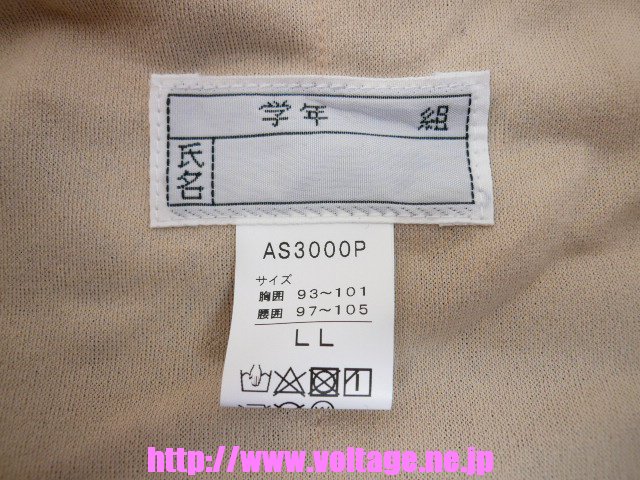 学年 組
氏名
AS3000P
サイズ
胸囲 93～101
腰囲 97～105
LL
http://www.voltage.ne.jp